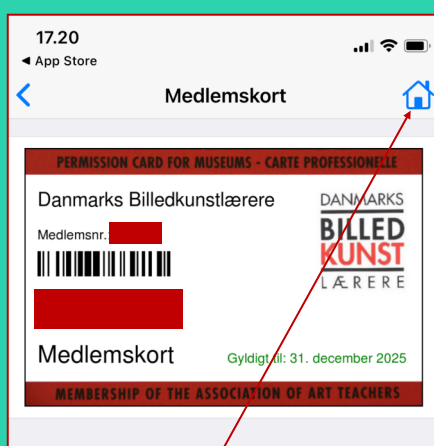 17.20
◄ App Store
Medlemskort
PERMISSION CARD FOR MUSEUMS - CARTE PROFESSIONELLE
Danmarks Billedkunstlærere
Medlemsnr.:
DANMARKS
BILLED
KUNST
LÆRERE
Medlemskort
Gyldigt til: 31. december 2025
MEMBERSHIP OF THE ASSOCIATION OF ART TEACHERS